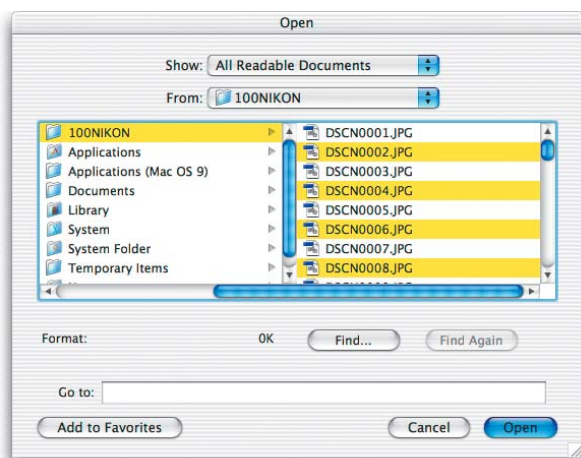 Open
Show: All Readable Documents
From: 100NIKON
100NIKON
Applications
Applications (Mac OS 9)
Documents
Library
System
System Folder
Temporary Items
DSCN0001.JPG
DSCN0002.JPG
DSCN0003.JPG
DSCN0004.JPG
DSCN0005.JPG
DSCN0006.JPG
DSCN0007.JPG
DSCN0008.JPG
Format: 0K Find... Find Again
Go to:
Add to Favorites Cancel Open